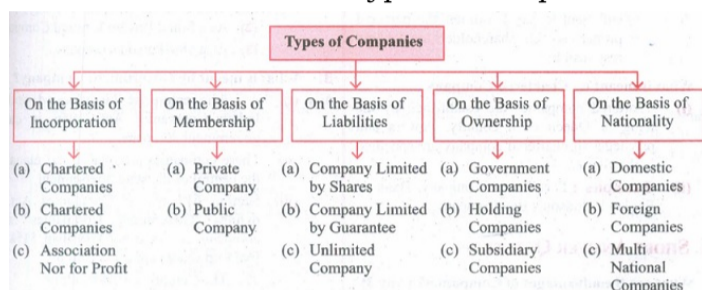 Types of Companies
On the Basis of
Incorporation
On the Basis of
Membership
On the Basis of
Liabilities
On the Basis of
Ownership
On the Basis of
Nationality
(a) Chartered
Companies
(b) Chartered
Companies
(c) Association
Nor for Profit
(a) Private
Company
(b) Public
Company
(a) Company Limited
by Shares
(b) Company Limited
by Guarantee
(c) Unlimited
Company
(a) Government
Companies
(b) Holding
Companies
(c) Subsidiary
Companies
(a) Domestic
Companies
(b) Foreign
Companies
(c) Multi
National
Companies